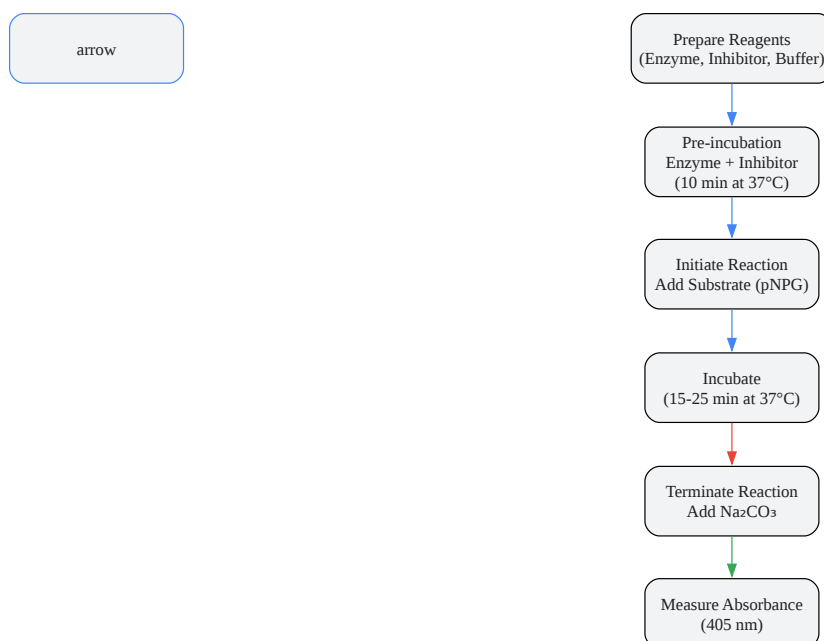 arrow
Prepare Reagents
(Enzyme, Inhibitor, Buffer)
Pre-incubation
Enzyme + Inhibitor
(10 min at 37°C)
Initiate Reaction
Add Substrate (pNPG)
Incubate
(15-25 min at 37°C)
Terminate Reaction
Add Na₂CO₃
Measure Absorbance
(405 nm)